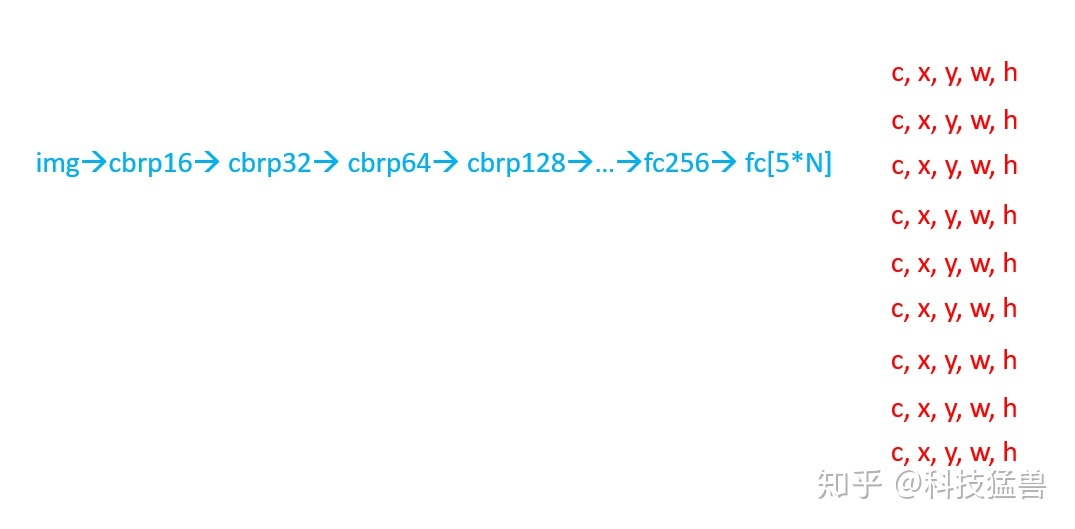 img→cbrp16→ cbrp32→ cbrp64→ cbrp128→...→fc256→ fc[5*N]
c, x, y, w, h
c, x, y, w, h
c, x, y, w, h
c, x, y, w, h
c, x, y, w, h
c, x, y, w, h
c, x, y, w, h
c, x, y, w, h
c, x, y, w, h
知乎 @科技猛兽